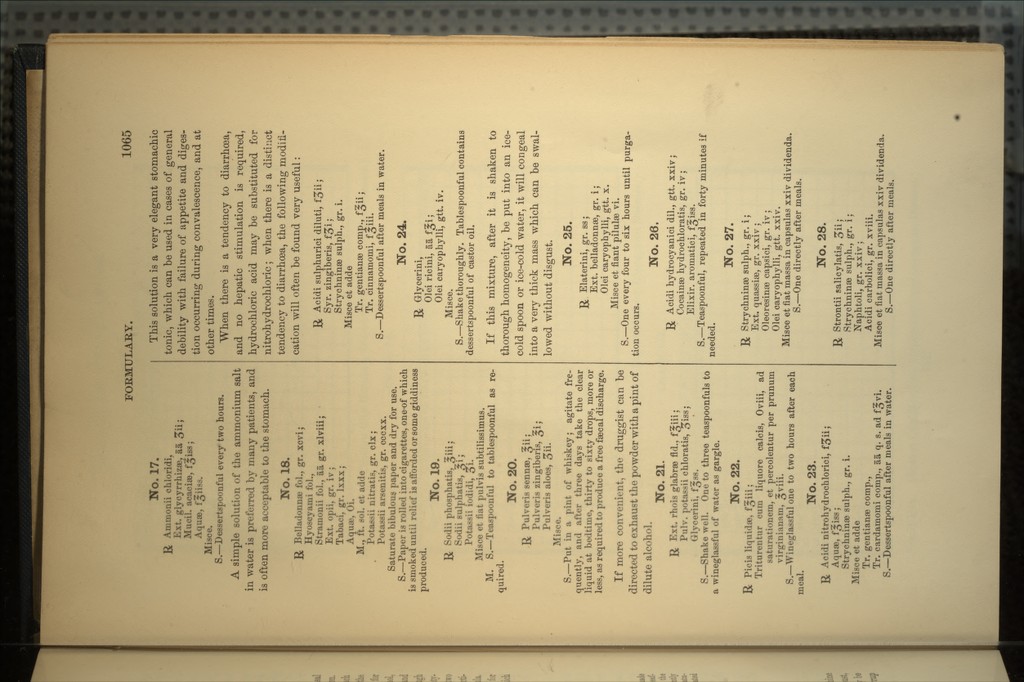 FORMULARY. 1065
No. 17.
℞ Ammonii chloridi,
Ext. glycyrrhizæ, āā ʒii;
Mucil. acaciæ, f℥iss;
Aquæ, f℥iss.
Misce.
S.—Dessertspoonful every two hours.
A simple solution of the ammonium salt
in water is preferred by many patients, and
is often more acceptable to the stomach.
No. 18.
℞ Belladonnæ fol., gr. xcvi;
Hyoscyami fol.,
Stramonii fol., āā gr. xlviii;
Ext. opii, gr. iv;
Tabaci, gr. lxxx;
Aquæ, Oi.
M., ft. sol. et adde
Potassii nitratis, gr. clx;
Potassii arsenitis, gr. cccxx.
Saturate bibulous paper and dry for use.
S.—Paper is rolled into cigarettes, one of which
is smoked until relief is afforded or some giddiness
produced.
No. 19.
℞ Sodii phosphatis, ℥iii;
Sodii sulphatis, ℥i;
Potassii iodidi, ʒi.
Misce et fiat pulvis subtilissimus.
M. S.—Teaspoonful to tablespoonful as re-
quired.
No. 20.
℞ Pulveris sennæ, ℥ii;
Pulveris zingiberis, ℥i;
Pulveris aloes, ʒii.
Misce.
S.—Put in a pint of whiskey; agitate fre-
quently, and after three days take the clear
liquid at bedtime, thirty to sixty drops, more or
less, as required to produce a free fæcal discharge.
If more convenient, the druggist can be
directed to exhaust the powder with a pint of
dilute alcohol.
No. 21.
℞ Ext. rhois glabræ fld., f℥iii;
Pulv. potassii chloratis, ℥iss;
Glycerini, f℥ss.
S.—Shake well. One to three teaspoonfuls to
a wineglassful of water as gargle.
No. 22.
℞ Picis liquidæ, f℥iii;
Triturentur cum liquore calcis, Oviii, ad
saturationem, et percolentur per prunum
virginianam, ℥viii.
S.—Wineglassful one to two hours after each
meal.
No. 23.
℞ Acidi nitrohydrochlorici, fʒii;
Aquæ, f℥iss;
Strychninæ sulph., gr. i.
Misce et adde
Tr. gentianæ comp.,
Tr. cardamomi comp., āā q. s. ad f℥vi.
S.—Dessertspoonful after meals in water.
This solution is a very elegant stomachic
tonic, which can be used in cases of general
debility with failure of appetite and diges-
tion occurring during convalescence, and at
other times.
When there is a tendency to diarrhœa,
and no hepatic stimulation is required,
hydrochloric acid may be substituted for
nitrohydrochloric; when there is a distinct
tendency to diarrhœa, the following modifi-
cation will often be found very useful:
℞ Acidi sulphurici diluti, fʒii;
Syr. zingiberis, f℥i;
Strychninæ sulph., gr. i.
Misce et adde
Tr. gentianæ comp., f℥ii;
Tr. cinnamomi, f℥iii.
S.—Dessertspoonful after meals in water.
No. 24.
℞ Glycerini,
Olei ricini, āā f℥i;
Olei caryophylli, gtt. iv.
Misce.
S.—Shake thoroughly. Tablespoonful contains
dessertspoonful of castor oil.
If this mixture, after it is shaken to
thorough homogeneity, be put into an ice-
cold spoon or ice-cold water, it will congeal
into a very thick mass which can be swal-
lowed without disgust.
No. 25.
℞ Elaterini, gr. ss;
Ext. belladonnæ, gr. i;
Olei caryophylli, gtt. x.
Misce et fiant pilulæ vi.
S.—One every four to six hours until purga-
tion occurs.
No. 26.
℞ Acidi hydrocyanici dil., gtt. xxiv;
Cocainæ hydrochloratis, gr. iv;
Elixir. aromatici, f℥iss.
S.—Teaspoonful, repeated in forty minutes if
needed.
No. 27.
℞ Strychninæ sulph., gr. i;
Ext. quassiæ, gr. xxiv;
Oleoresinæ capsici, gr. iv;
Olei caryophylli, gtt. xxiv.
Misce et fiat massa in capsulas xxiv dividenda.
S.—One directly after meals.
No. 28.
℞ Strontii salicylatis, ʒii;
Strychninæ sulph., gr. i;
Naphtoli, gr. xxiv;
Acidi carbolici, gr. xviii.
Misce et fiat massa in capsulas xxiv dividenda.
S.—One directly after meals.